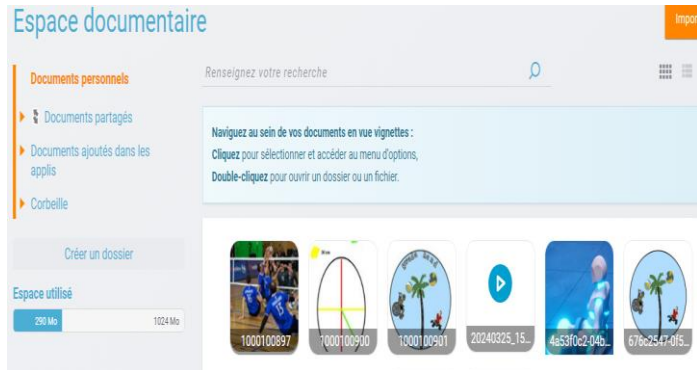 Espace documentaire
Impor
Documents personnels
Renseignez votre recherche
Documents partagés
Documents ajoutés dans les
applis
Corbeille
Naviguez au sein de vos documents en vue vignettes :
Cliquez pour sélectionner et accéder au menu d'options,
Double-cliquez pour ouvrir un dossier ou un fichier.
Créer un dossier
Espace utilisé
290 Mo
1024 Mo
1000100897
1000100900
1000100901
20240325_15...
4a53f0c2-04b...
676c2547-0f5...